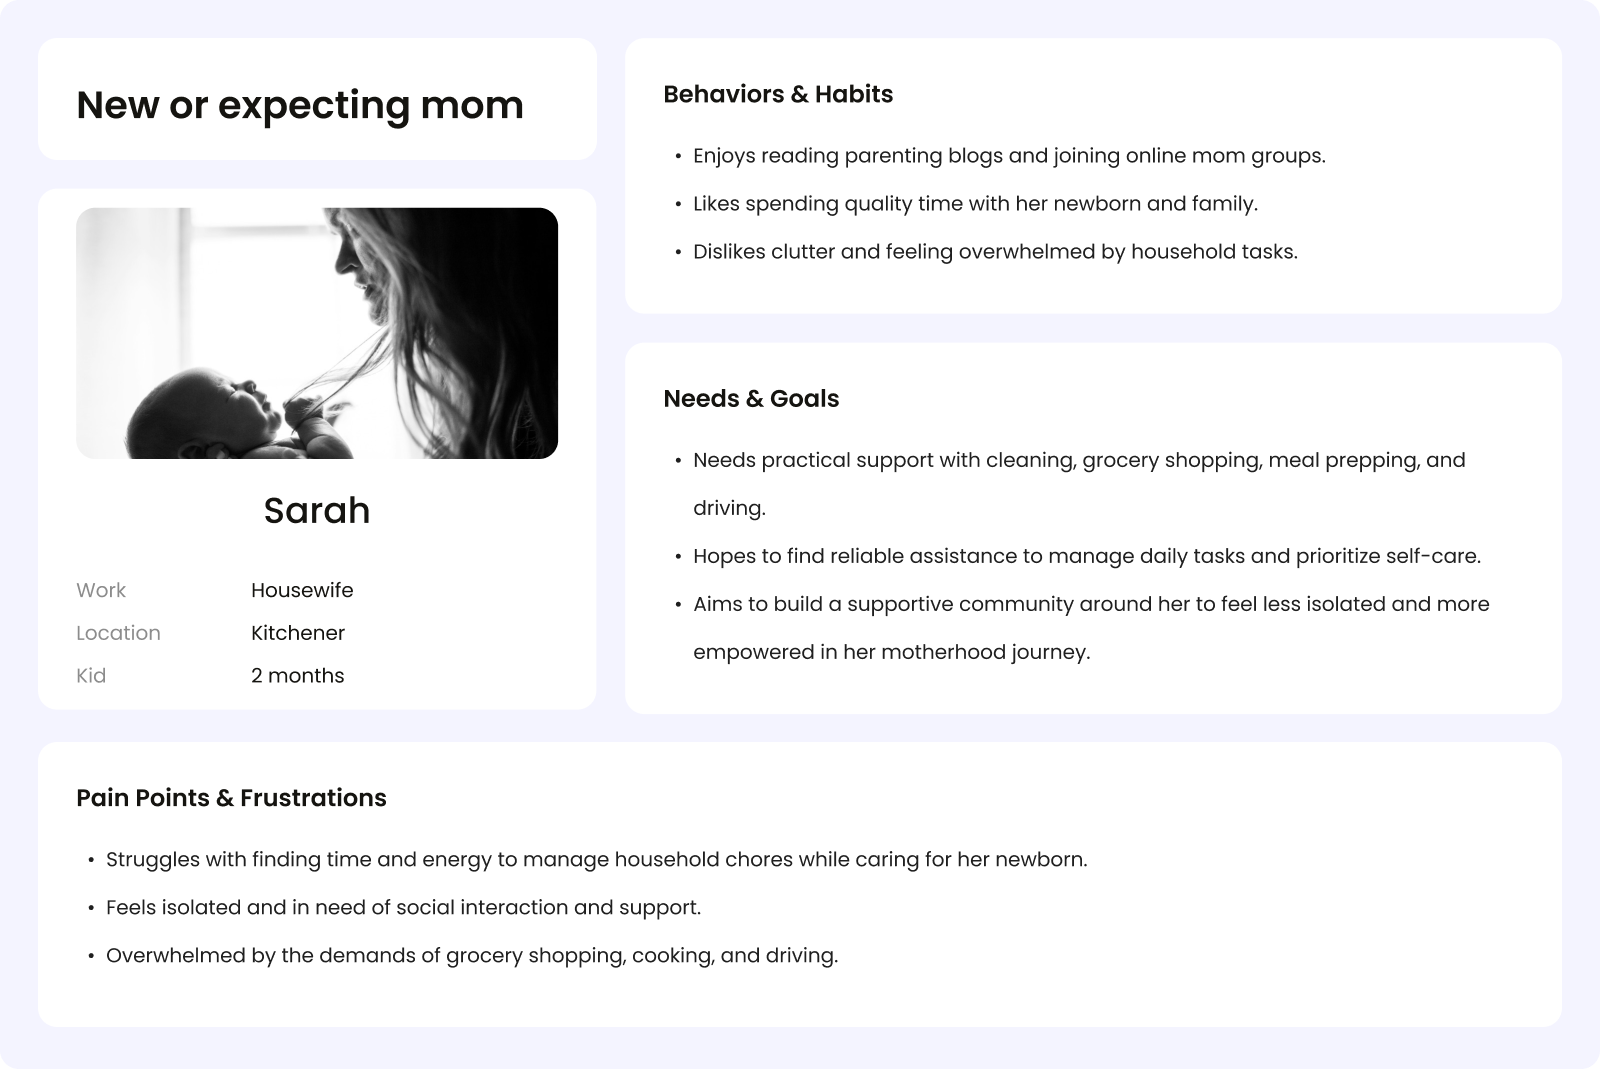 New or expecting mom
Sarah
Work Housewife
Location Kitchener
Kid 2 months
Behaviors & Habits
• Enjoys reading parenting blogs and joining online mom groups.
• Likes spending quality time with her newborn and family.
• Dislikes clutter and feeling overwhelmed by household tasks.
Needs & Goals
• Needs practical support with cleaning, grocery shopping, meal prepping, and
driving.
• Hopes to find reliable assistance to manage daily tasks and prioritize self-care.
• Aims to build a supportive community around her to feel less isolated and more
empowered in her motherhood journey.
Pain Points & Frustrations
• Struggles with finding time and energy to manage household chores while caring for her newborn.
• Feels isolated and in need of social interaction and support.
• Overwhelmed by the demands of grocery shopping, cooking, and driving.